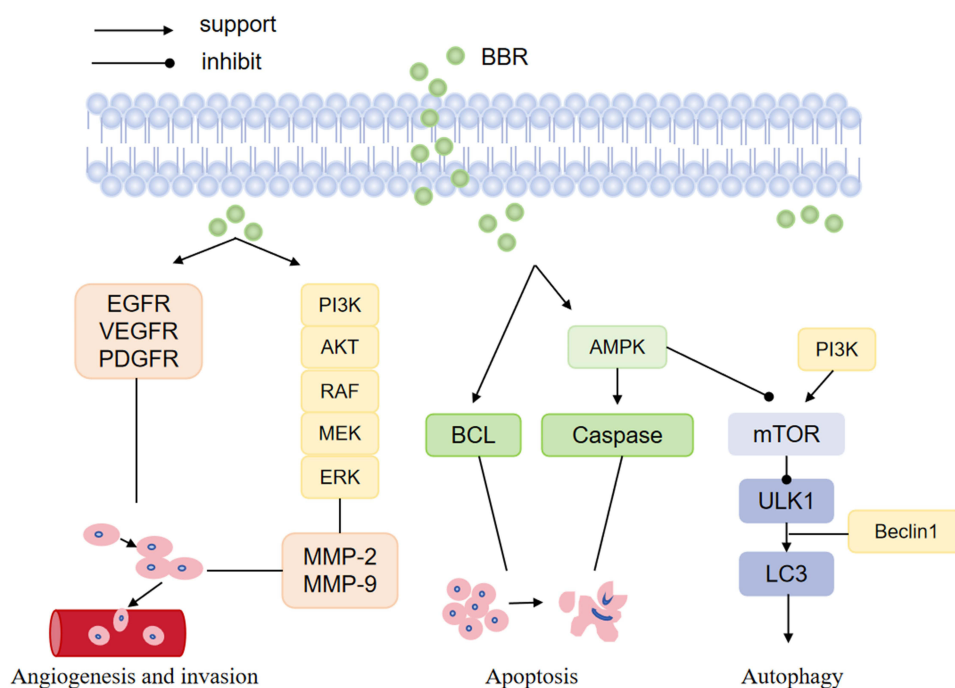 support
inhibit
BBR
EGFR
VEGFR
PDGFR
PI3K
AKT
RAF
MEK
ERK
MMP-2
MMP-9
AMPK
BCL
Caspase
PI3K
mTOR
ULK1
Beclin1
LC3
Angiogenesis and invasion
Apoptosis
Autophagy